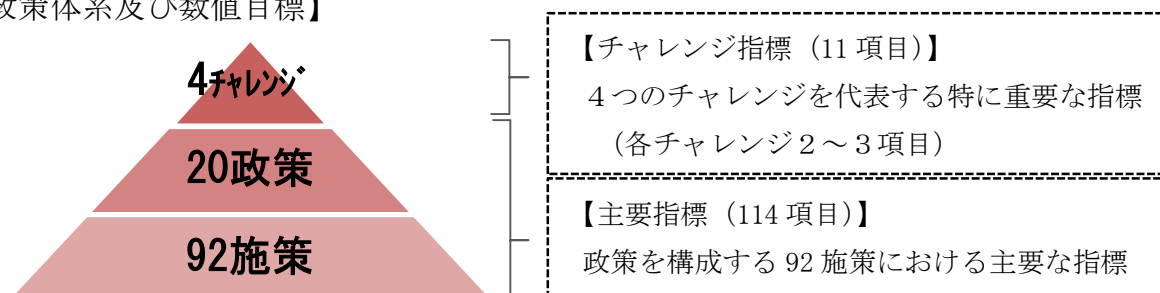 政策体系及び数値目標】
4チャレンジ
20政策
92施策
【チャレンジ指標（11 項目）】
４つのチャレンジを代表する特に重要な指標
（各チャレンジ２～３項目）
【主要指標（114 項目）】
政策を構成する 92 施策における主要な指標